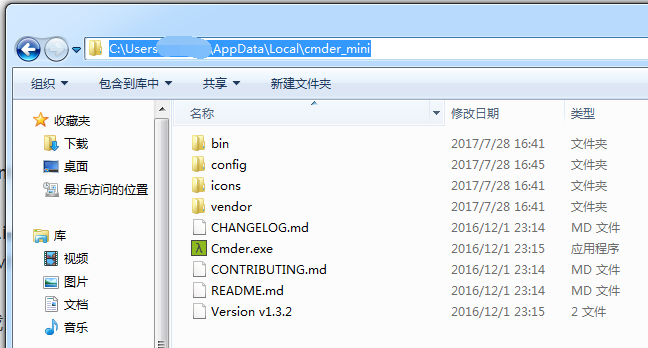 C:\Users\ \AppData\Local\cmder_mini
组织 包含到库中 共享 新建文件夹
收藏夹
下载
桌面
最近访问的位置
库
视频
图片
文档
音乐
名称 修改日期 类型
bin 2017/7/28 16:41 文件夹
config 2017/7/28 16:45 文件夹
icons 2017/7/28 16:41 文件夹
vendor 2017/7/28 16:41 文件夹
CHANGELOG.md 2016/12/1 23:14 MD 文件
λ Cmder.exe 2016/12/1 23:15 应用程序
CONTRIBUTING.md 2016/12/1 23:14 MD 文件
README.md 2016/12/1 23:14 MD 文件
Version v1.3.2 2016/12/1 23:15 2 文件